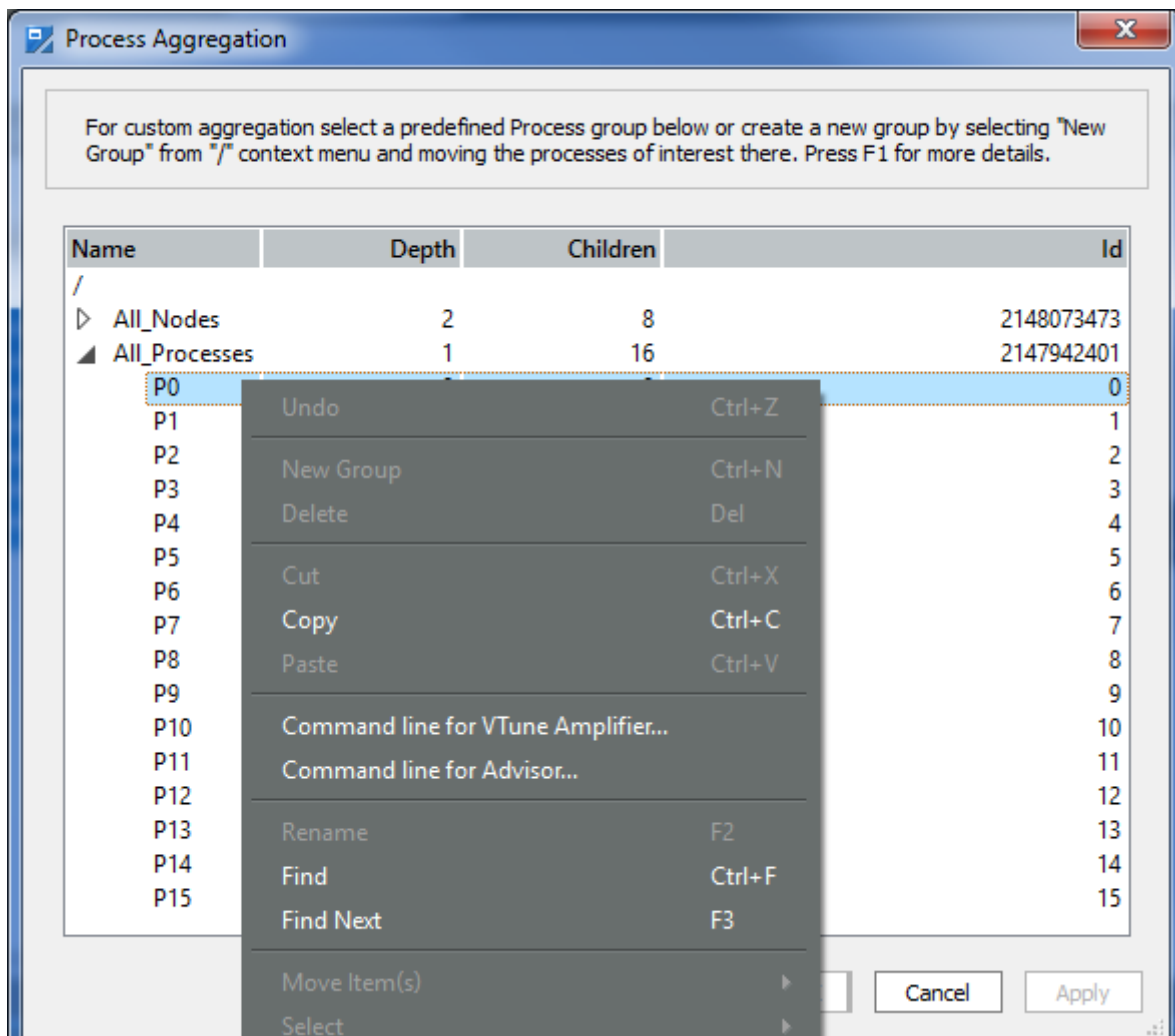 Process Aggregation
For custom aggregation select a predefined Process group below or create a new group by selecting "New
Group" from "/" context menu and moving the processes of interest there. Press F1 for more details.
Name Depth Children Id
/
All_Nodes 2 8 2148073473
All_Processes 1 16 2147942401
P0 0
P1 1
P2 2
P3 3
P4 4
P5 5
P6 6
P7 7
P8 8
P9 9
P10 10
P11 11
P12 12
P13 13
P14 14
P15 15
Undo Ctrl+Z
New Group Ctrl+N
Delete Del
Cut Ctrl+X
Copy Ctrl+C
Paste Ctrl+V
Command line for VTune Amplifier...
Command line for Advisor...
Rename F2
Find Ctrl+F
Find Next F3
Move Item(s)
Select
Cancel Apply